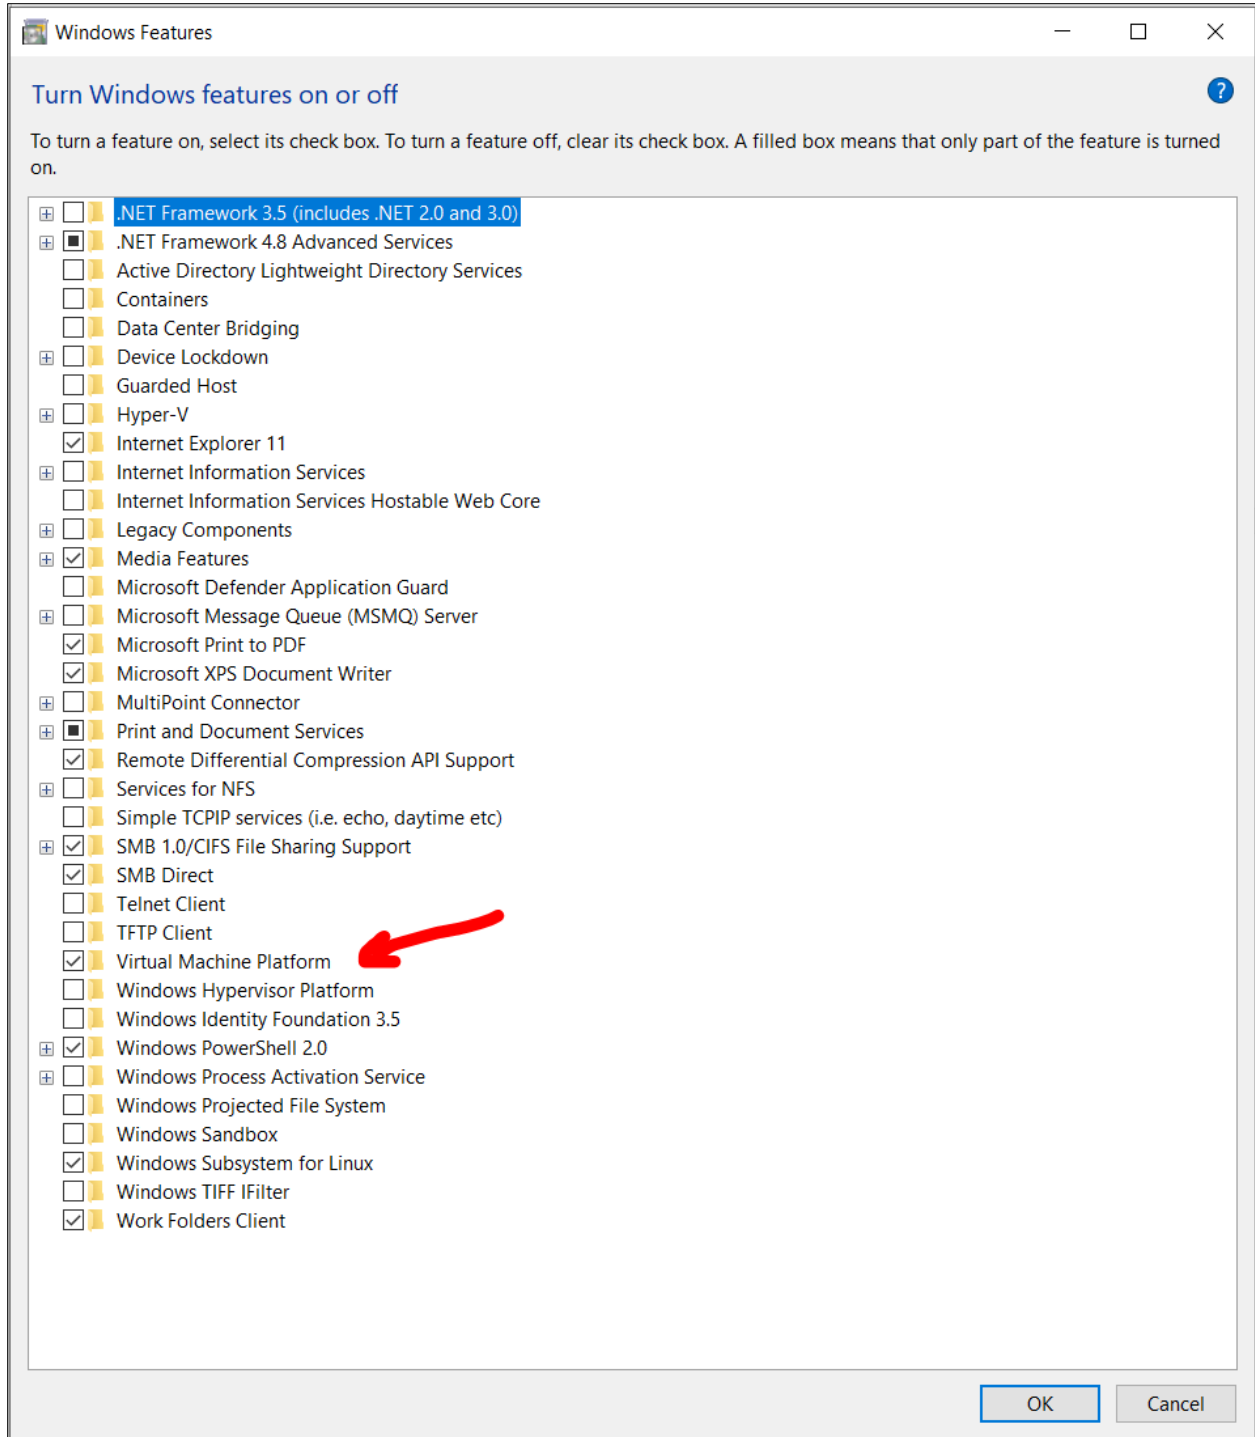 Windows Features
Turn Windows features on or off
?
To turn a feature on, select its check box. To turn a feature off, clear its check box. A filled box means that only part of the feature is turned
on.
.NET Framework 3.5 (includes .NET 2.0 and 3.0)
.NET Framework 4.8 Advanced Services
Active Directory Lightweight Directory Services
Containers
Data Center Bridging
Device Lockdown
Guarded Host
Hyper-V
Internet Explorer 11
Internet Information Services
Internet Information Services Hostable Web Core
Legacy Components
Media Features
Microsoft Defender Application Guard
Microsoft Message Queue (MSMQ) Server
Microsoft Print to PDF
Microsoft XPS Document Writer
MultiPoint Connector
Print and Document Services
Remote Differential Compression API Support
Services for NFS
Simple TCPIP services (i.e. echo, daytime etc)
SMB 1.0/CIFS File Sharing Support
SMB Direct
Telnet Client
TFTP Client
Virtual Machine Platform
Windows Hypervisor Platform
Windows Identity Foundation 3.5
Windows PowerShell 2.0
Windows Process Activation Service
Windows Projected File System
Windows Sandbox
Windows Subsystem for Linux
Windows TIFF IFilter
Work Folders Client
OK
Cancel